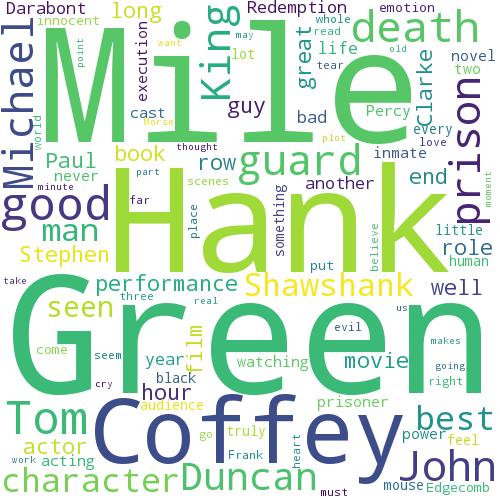 Darabont long Redemption emotion
innocent whole
point want may read tear
Mile
King death
Michael execution great lot life Clarke novel
world Morse old
cast guy bad Percy two
thought plot every
Paul book row inmate love
never guard end prison
minute part scenes another
good far Hank something believe little moment
man place role
Stephen put human
take performance Shawshank well
three real us
Green
seen evil makes
come seem year film watching movie going
black right
cry hour prisoner
Tom audience Coffey best
actor go truly power feel
work acting Frank heart John
character Duncan mouse Edgecomb
must